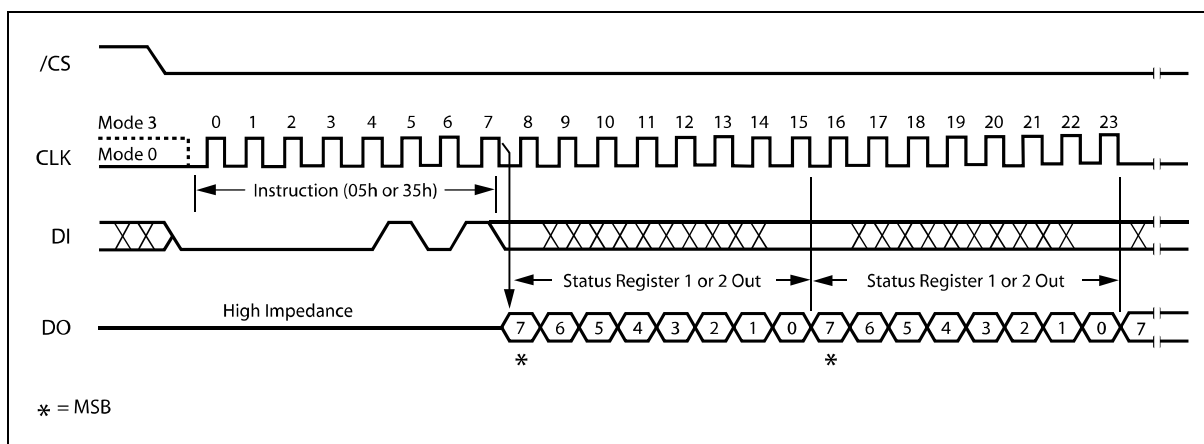 /CS
Mode 3
0 1 2 3 4 5 6 7 8 9 10 11 12 13 14 15 16 17 18 19 20 21 22 23
CLK
Mode 0
Instruction (05h or 35h)
DI
Status Register 1 or 2 Out
Status Register 1 or 2 Out
High Impedance
DO
7 6 5 4 3 2 1 0 7 6 5 4 3 2 1 0 7
* *
* = MSB